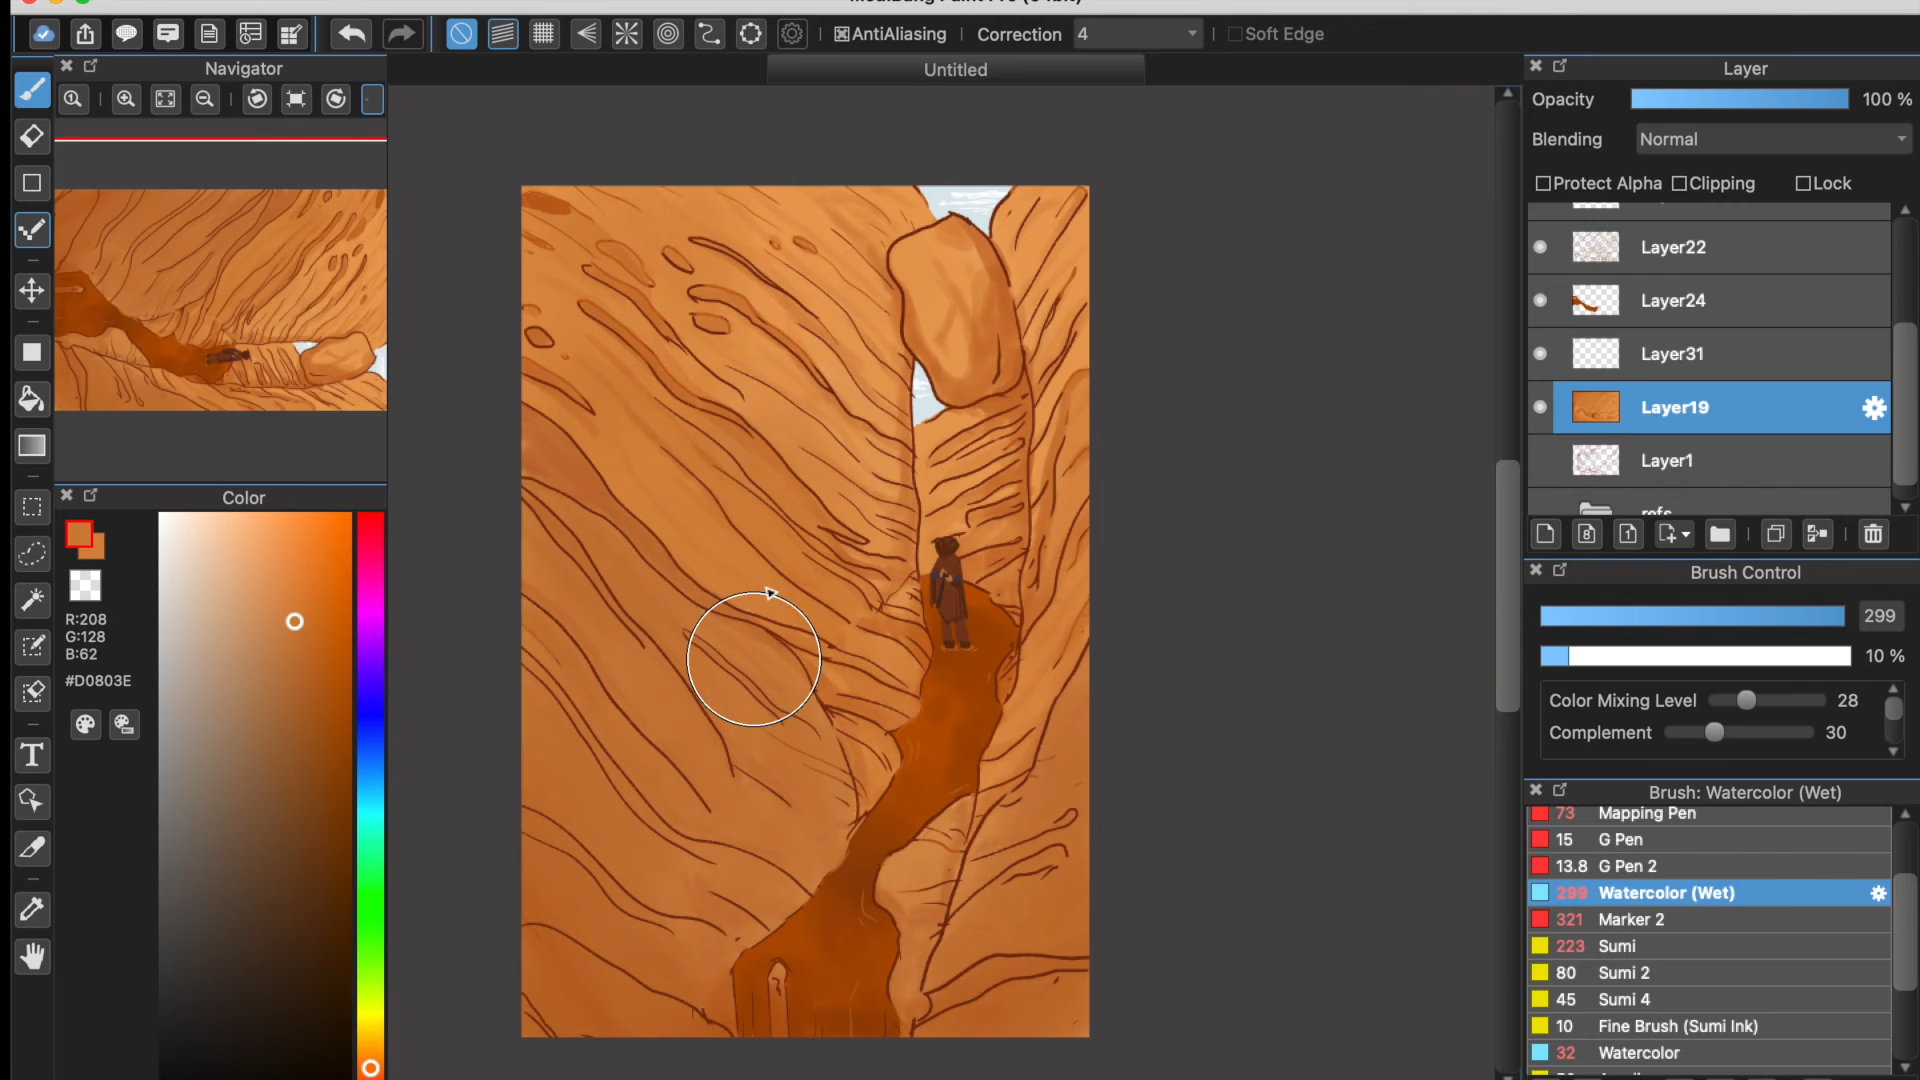 AntiAliasing
Correction 4
Soft Edge
Navigator
Untitled
Layer
Opacity 100 %
Blending Normal
Protect Alpha Clipping Lock
Layer22
Layer24
Layer31
Layer19
Layer1
refs
Color
R:208
G:128
B:62
#D0803E
Brush Control
299
10 %
Color Mixing Level 28
Complement 30
Brush: Watercolor (Wet)
73 Mapping Pen
15 G Pen
13.8 G Pen 2
299 Watercolor (Wet)
321 Marker 2
223 Sumi
80 Sumi 2
45 Sumi 4
10 Fine Brush (Sumi Ink)
32 Watercolor
T